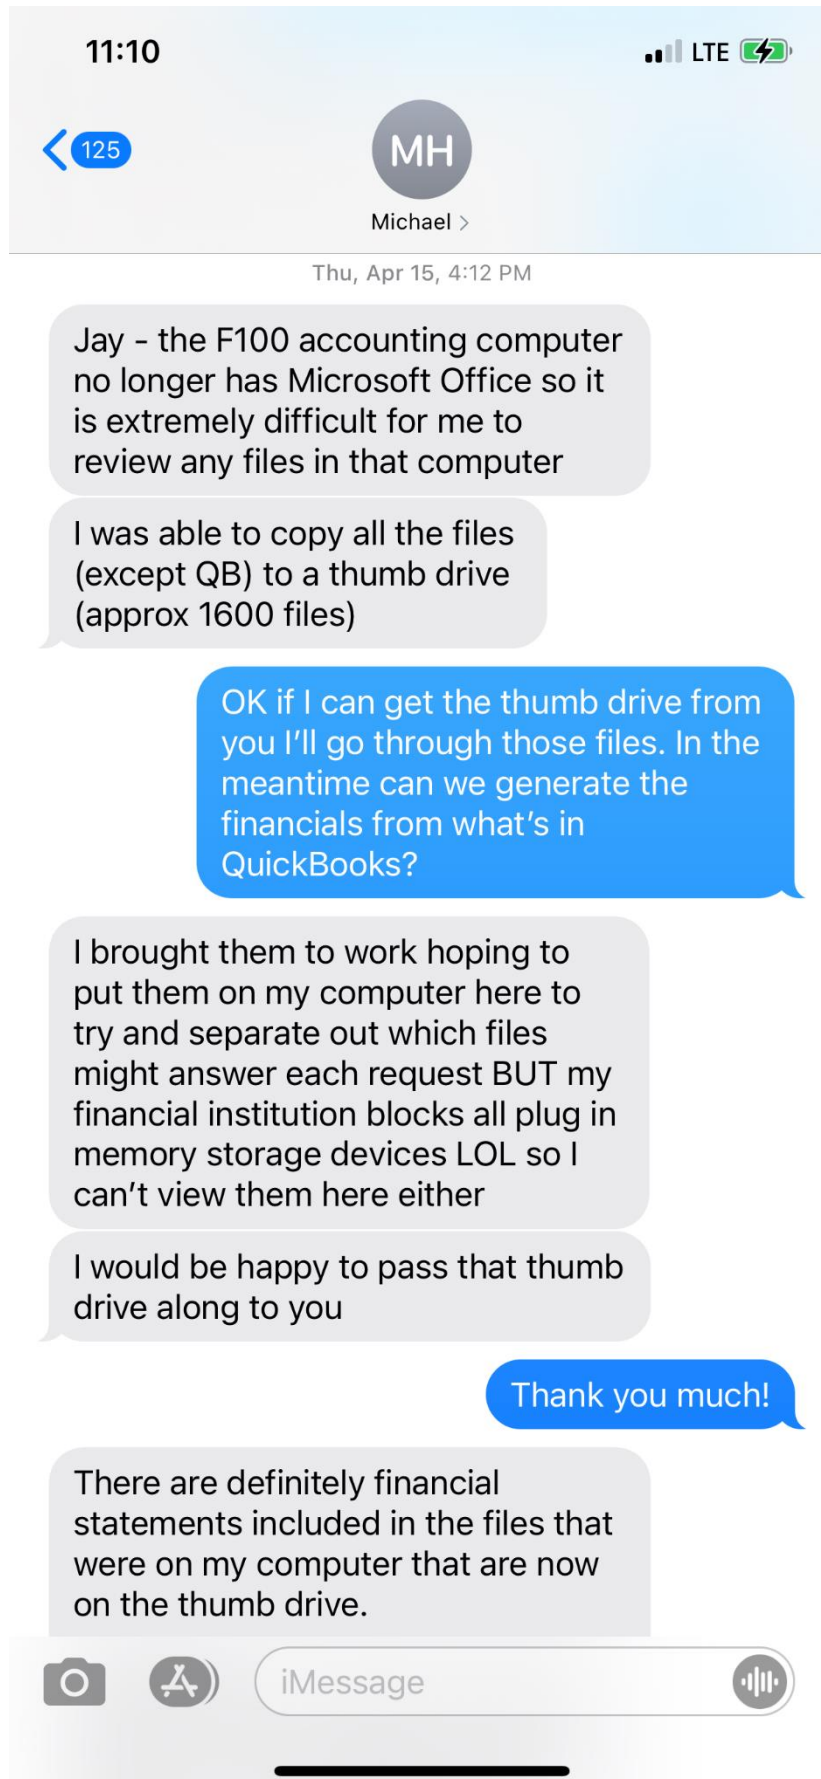 11:10
LTE
125
MH
Michael >
Thu, Apr 15, 4:12 PM
Jay - the F100 accounting computer
no longer has Microsoft Office so it
is extremely difficult for me to
review any files in that computer
I was able to copy all the files
(except QB) to a thumb drive
(approx 1600 files)
OK if I can get the thumb drive from
you I’ll go through those files. In the
meantime can we generate the
financials from what’s in
QuickBooks?
I brought them to work hoping to
put them on my computer here to
try and separate out which files
might answer each request BUT my
financial institution blocks all plug in
memory storage devices LOL so I
can’t view them here either
I would be happy to pass that thumb
drive along to you
Thank you much!
There are definitely financial
statements included in the files that
were on my computer that are now
on the thumb drive.
iMessage